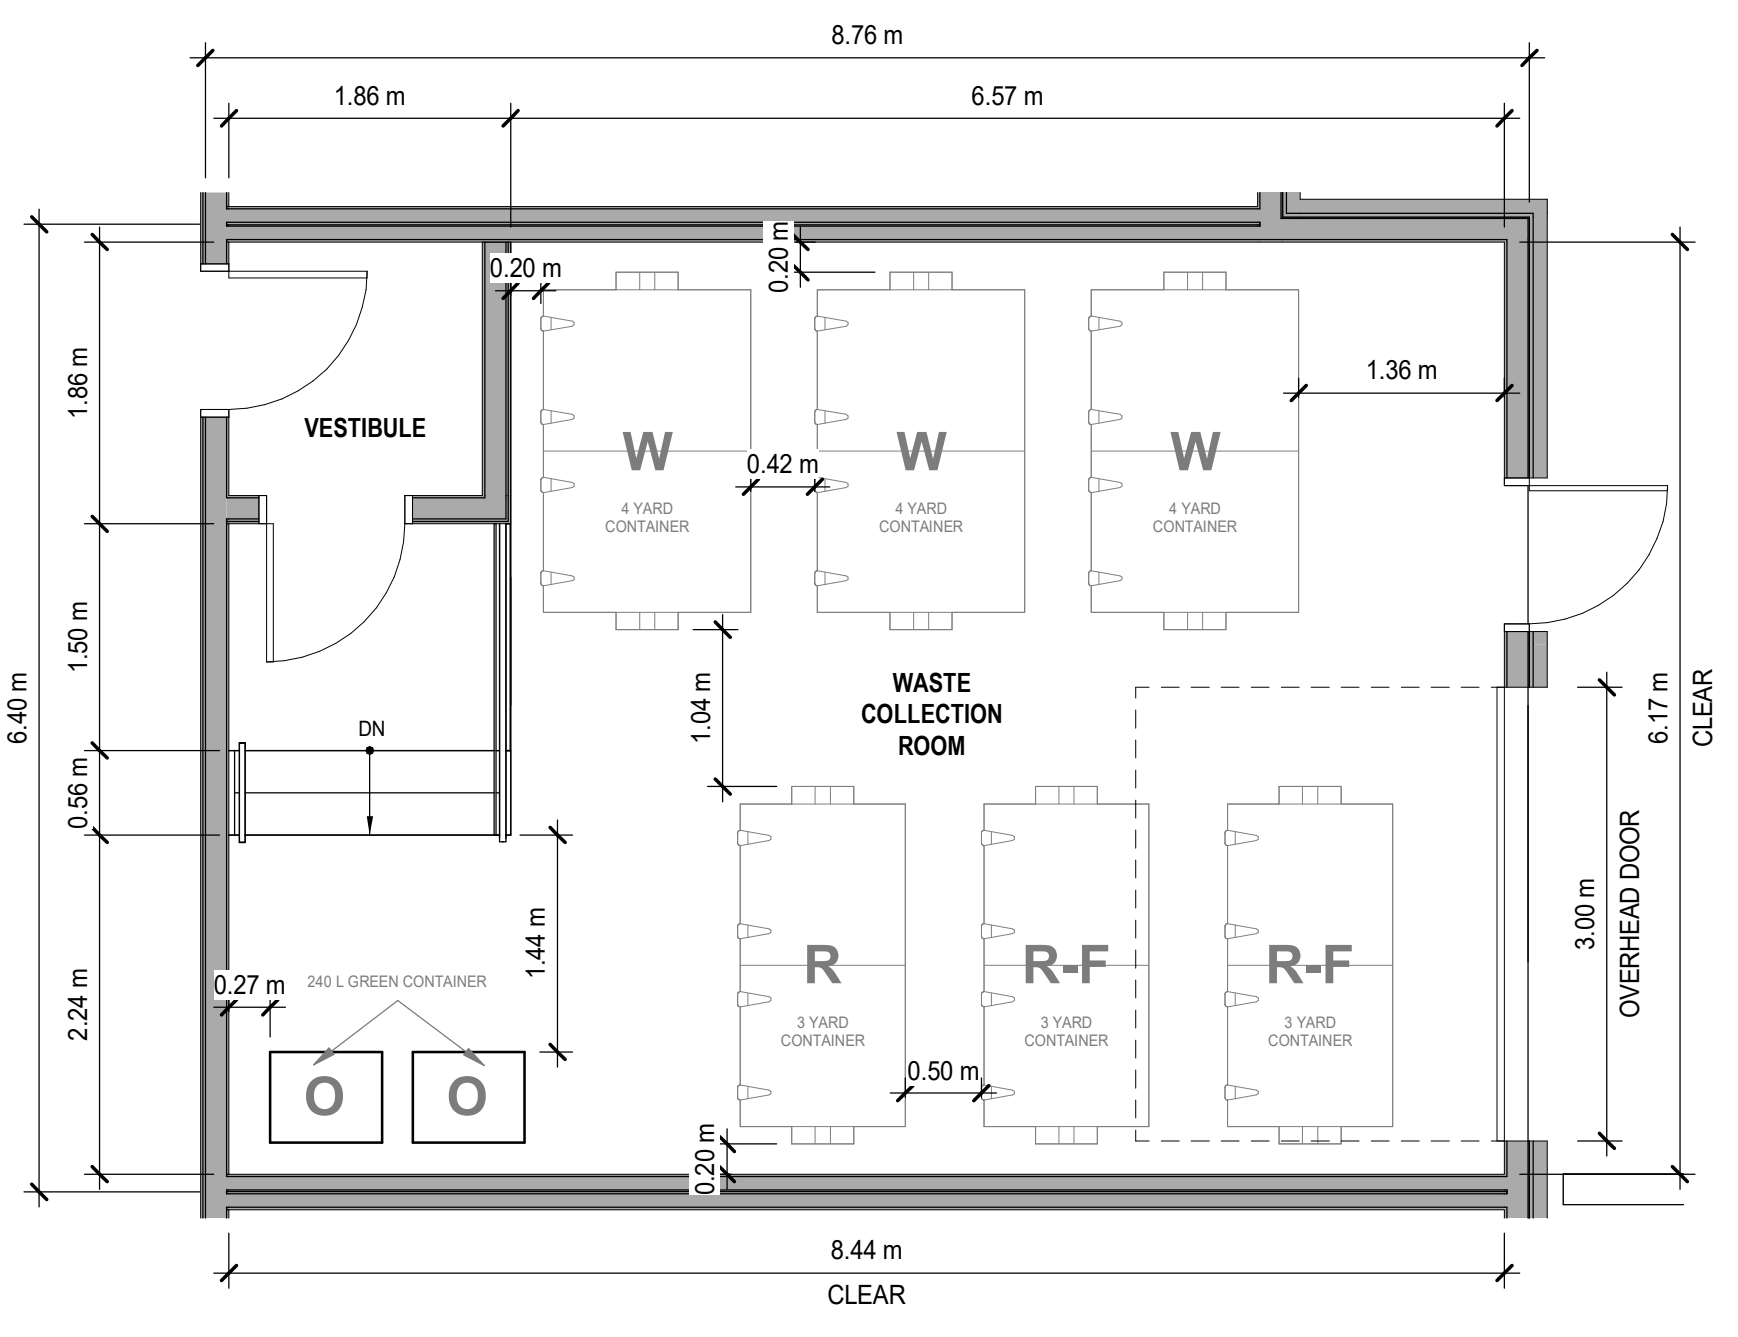 8.76 m
1.86 m
6.57 m
0.20 m
0.20 m
1.86 m
VESTIBULE
1.36 m
W
W
W
0.42 m
4 YARD
CONTAINER
4 YARD
CONTAINER
4 YARD
CONTAINER
1.50 m
6.40 m
1.04 m
WASTE
COLLECTION
ROOM
6.17 m
CLEAR
DN
0.56 m
3.00 m
OVERHEAD DOOR
1.44 m
R
R-F
R-F
0.27 m
240 L GREEN CONTAINER
2.24 m
3 YARD
CONTAINER
3 YARD
CONTAINER
3 YARD
CONTAINER
0.50 m
O
O
0.20 m
8.44 m
CLEAR